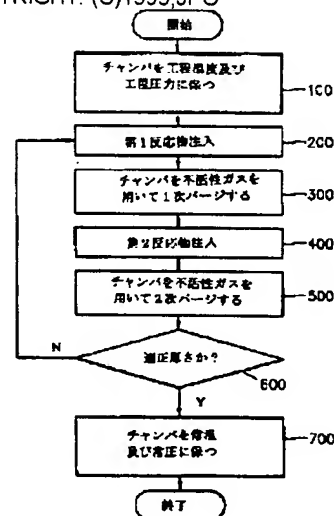 COPYRIGHT: (C)1999,JPO
開始
チャンバを工程温度及び
工程圧力に保つ
100
第1反応物注入
200
チャンバを不活性ガスを
用いて1次パージする
300
第2反応物注入
400
チャンバを不活性ガスを
用いて2次パージする
500
適正厚さか?
N
600
Y
チャンバを常温
及び常圧に保つ
700
終了